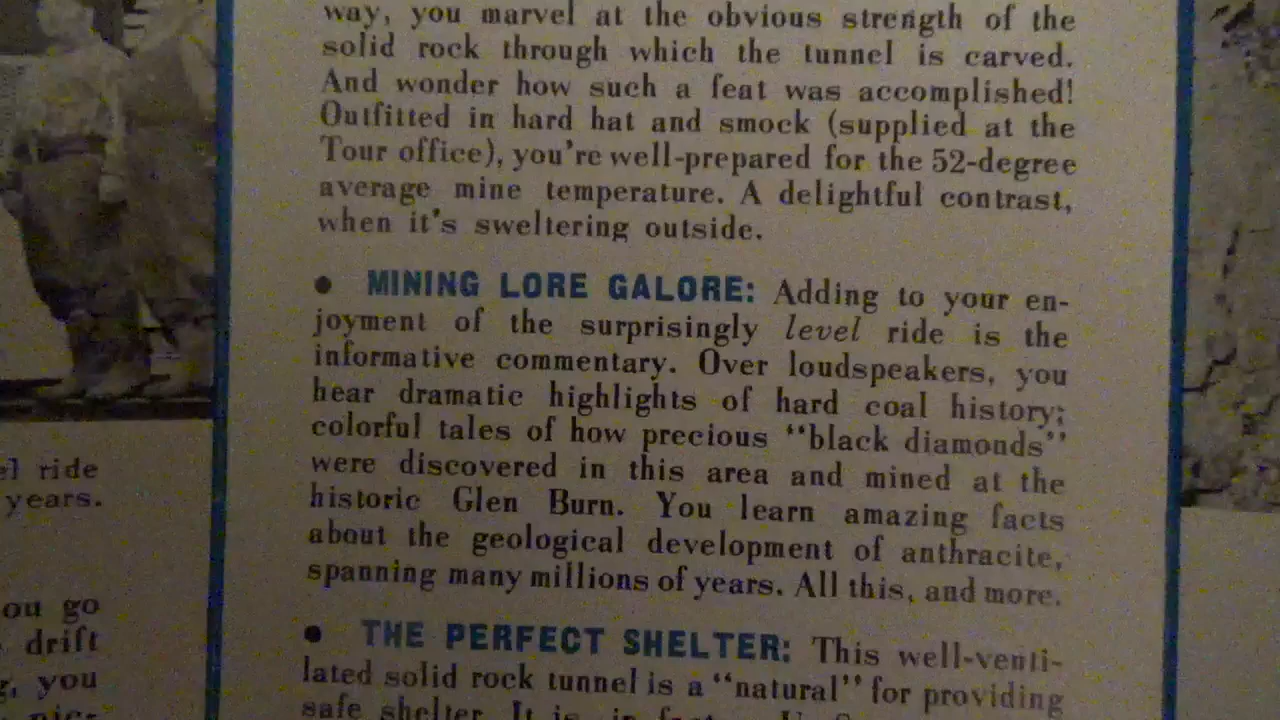 way, you marvel at the obvious strength of the
solid rock through which the tunnel is carved.
And wonder how such a feat was accomplished!
Outfitted in hard hat and smock (supplied at the
Tour office), you're well-prepared for the 52-degree
average mine temperature. A delightful contrast,
when it's sweltering outside.
• MINING LORE GALORE: Adding to your en-
joyment of the surprisingly level ride is the
informative commentary. Over loudspeakers, you
hear dramatic highlights of hard coal history;
colorful tales of how precious "black diamonds"
were discovered in this area and mined at the
historic Glen Burn. You learn amazing facts
about the geological development of anthracite,
spanning many millions of years. All this, and more.
• THE PERFECT SHELTER: This well-venti-
lated solid rock tunnel is a "natural" for providing
safe shelter. It is, in
ride
years.
go
drift
you